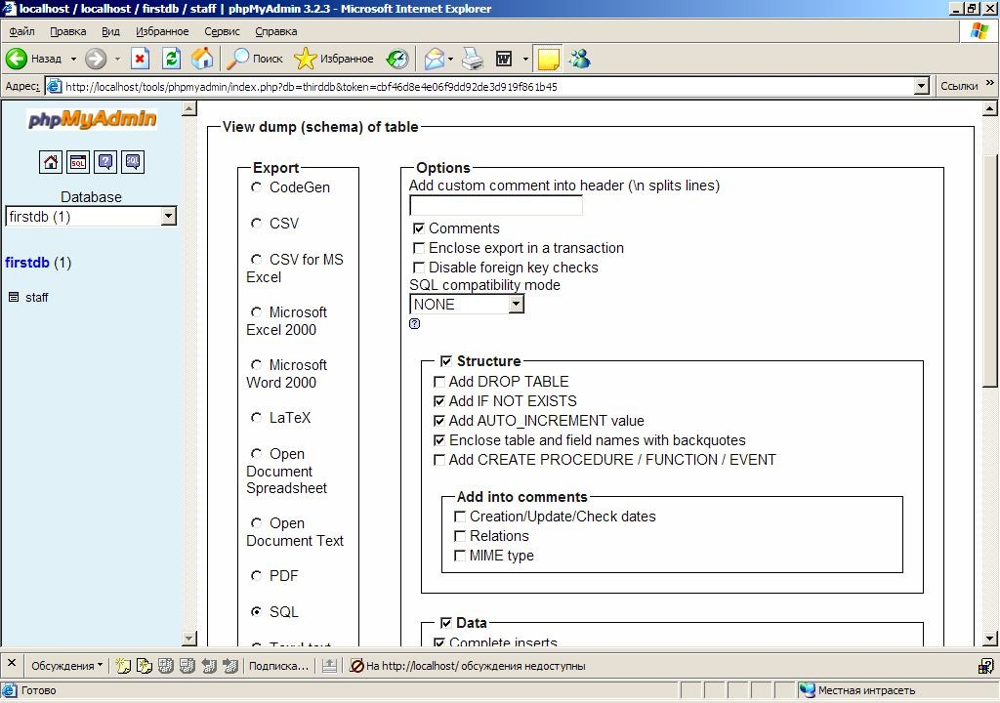 localhost / localhost / firstdb / staff | phpMyAdmin 3.2.3 - Microsoft Internet Explorer
Файл Правка Вид Избранное Сервис Справка
Назад Поиск Избранное
Адрес: http://localhost/tools/phpmyadmin/index.php?db=thirddb&token=cbf46d8e4e06f9dd92de3d919f861b45 Ссылки »
phpMyAdmin
SQL
Database
firstdb (1)
firstdb (1)
staff
View dump (schema) of table
Export
CodeGen
CSV
CSV for MS
Excel
Microsoft
Excel 2000
Microsoft
Word 2000
LaTeX
Open
Document
Spreadsheet
Open
Document Text
PDF
SQL
Options
Add custom comment into header (\n splits lines)
Comments
Enclose export in a transaction
Disable foreign key checks
SQL compatibility mode
NONE
Structure
Add DROP TABLE
Add IF NOT EXISTS
Add AUTO_INCREMENT value
Enclose table and field names with backquotes
Add CREATE PROCEDURE / FUNCTION / EVENT
Add into comments
Creation/Update/Check dates
Relations
MIME type
Data
Complete inserts
Обсуждения Подписка... На http://localhost/ обсуждения недоступны
Готово Местная интрасеть